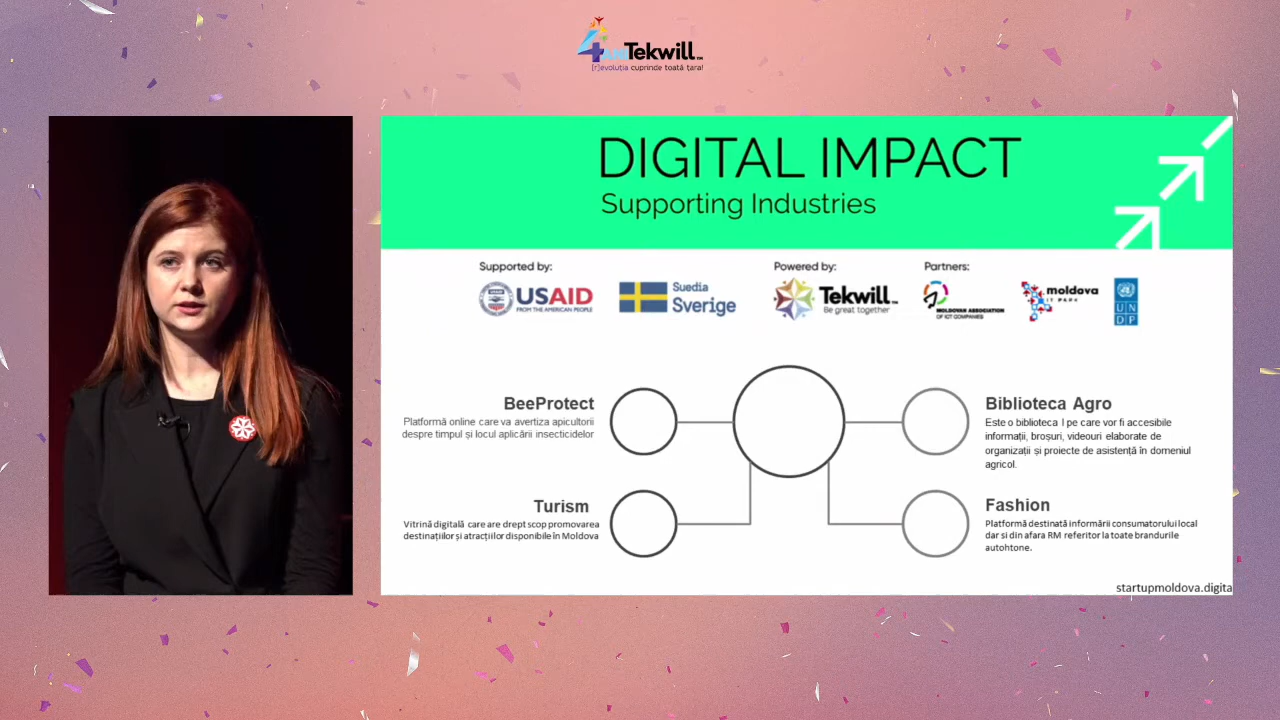 4 ani Tekwill
[r]evoluția cuprinde toată țara!
DIGITAL IMPACT
Supporting Industries
Supported by:
Powered by:
Partners:
USAID
FROM THE AMERICAN PEOPLE
Suedia
Sverige
Tekwill
Be great together
MOLDOVAN ASSOCIATION
OF ICT COMPANIES
moldova
IT PARK
UN
DP
BeeProtect
Platformă online care va avertiza apicultorii
despre timpul și locul aplicării insecticidelor
Biblioteca Agro
Este o biblioteca l pe care vor fi accesibile
informații, broșuri, videouri elaborate de
organizații și proiecte de asistență în domeniul
agricol.
Turism
Vitrină digitală care are drept scop promovarea
destinațiilor și atracțiilor disponibile în Moldova
Fashion
Platformă destinată informării consumatorului local
dar si din afara RM referitor la toate brandurile
autohtone.
startupmoldova.digita